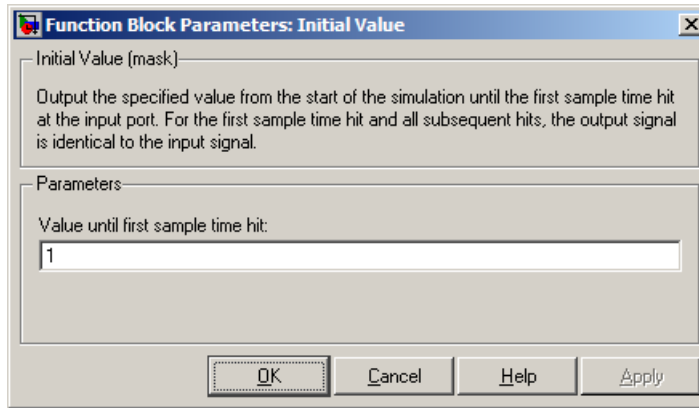 Function Block Parameters: Initial Value
Initial Value (mask)
Output the specified value from the start of the simulation until the first sample time hit
at the input port. For the first sample time hit and all subsequent hits, the output signal
is identical to the input signal.
Parameters
Value until first sample time hit:
1
OK Cancel Help Apply